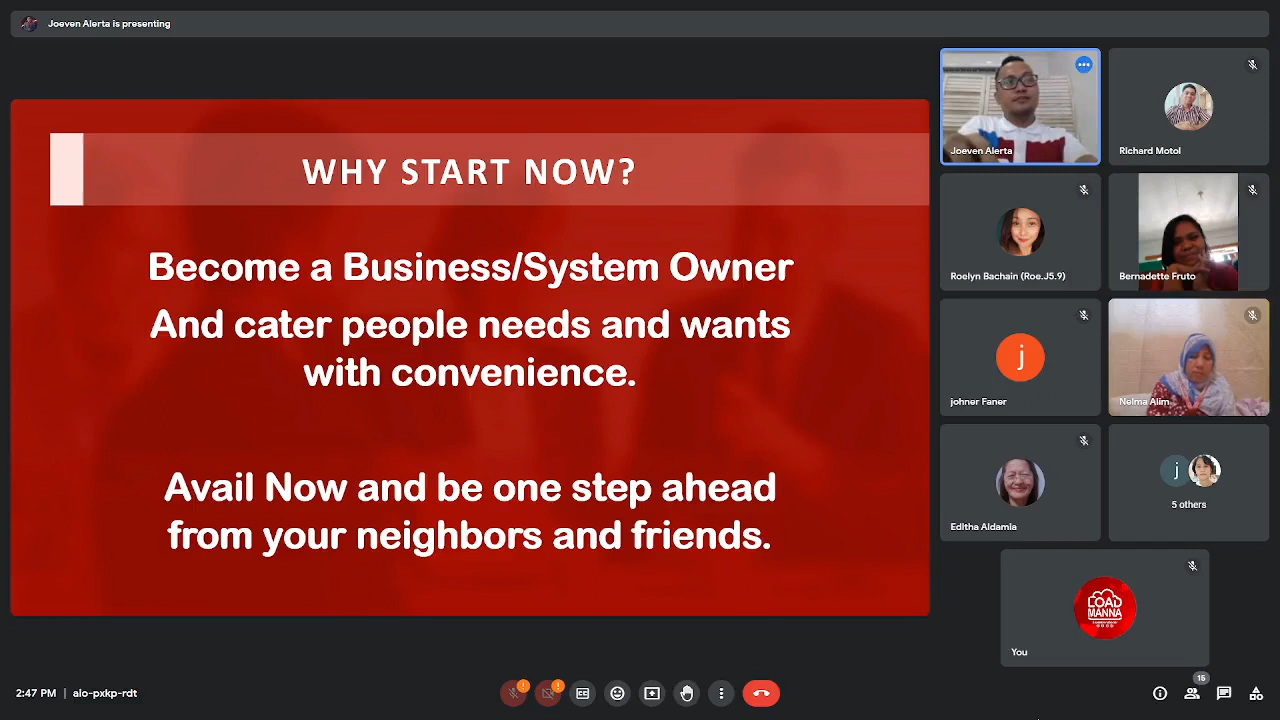 Joeven Alerta is presenting
WHY START NOW?
Become a Business/System Owner
And cater people needs and wants
with convenience.
Avail Now and be one step ahead
from your neighbors and friends.
Joeven Alerta
Richard Motol
Roelyn Bachain (Roe.J5.9)
Bernadette Fruto
j
johner Faner
Nelma Alim
Editha Aldamia
j
5 others
LOAD
MANNA
You
2:47 PM | alo-pxkp-rdt
16